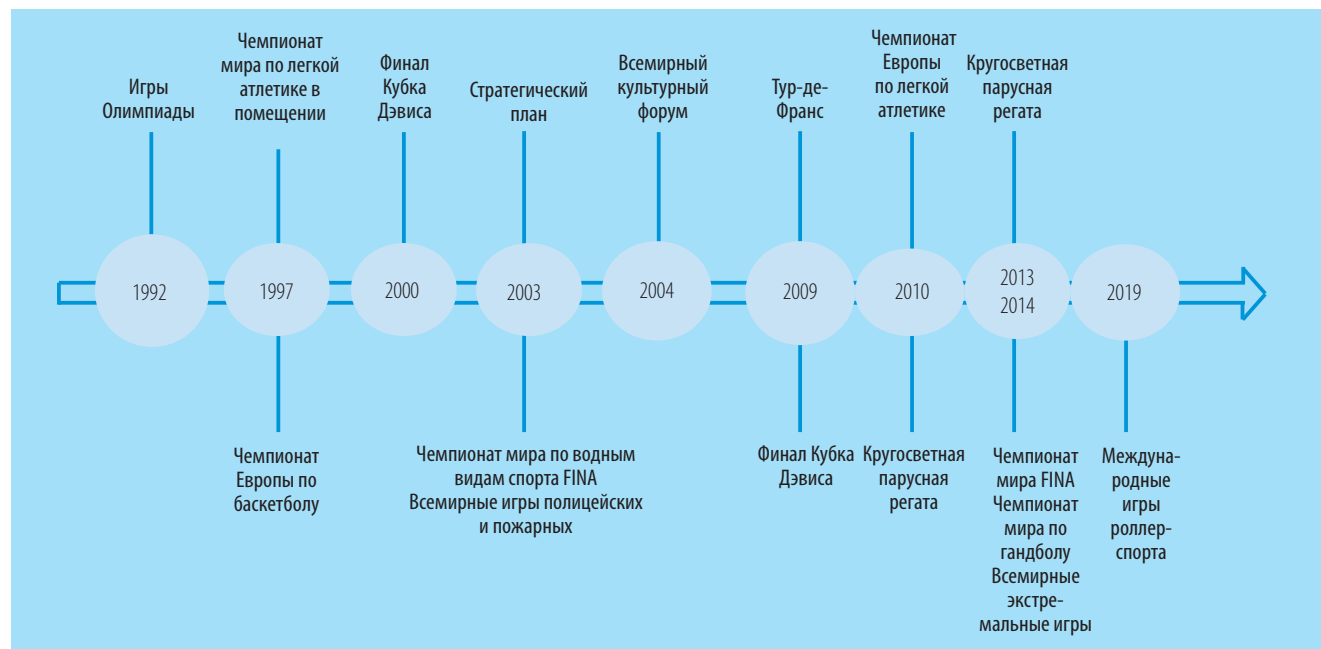 Игры
Олимпиады
Чемпионат
мира по легкой
атлетике в
помещении
Финал
Кубка
Дэвиса
Стратегический
план
Всемирный
культурный
форум
Тур-де-
Франс
Чемпионат
Европы
по легкой
атлетике
Кругосветная
парусная
регата
1992
1997
2000
2003
2004
2009
2010
2013
2014
2019
Чемпионат
Европы по
баскетболу
Чемпионат мира по водным
видам спорта FINA
Всемирные игры полицейских
и пожарных
Финал Кубка
Дэвиса
Кругосветная
парусная
регата
Чемпионат
мира FINA
Чемпионат
мира по
гандболу
Всемирные
экстре-
мальные игры
Междуна-
родные
игры
роллер-
спорта